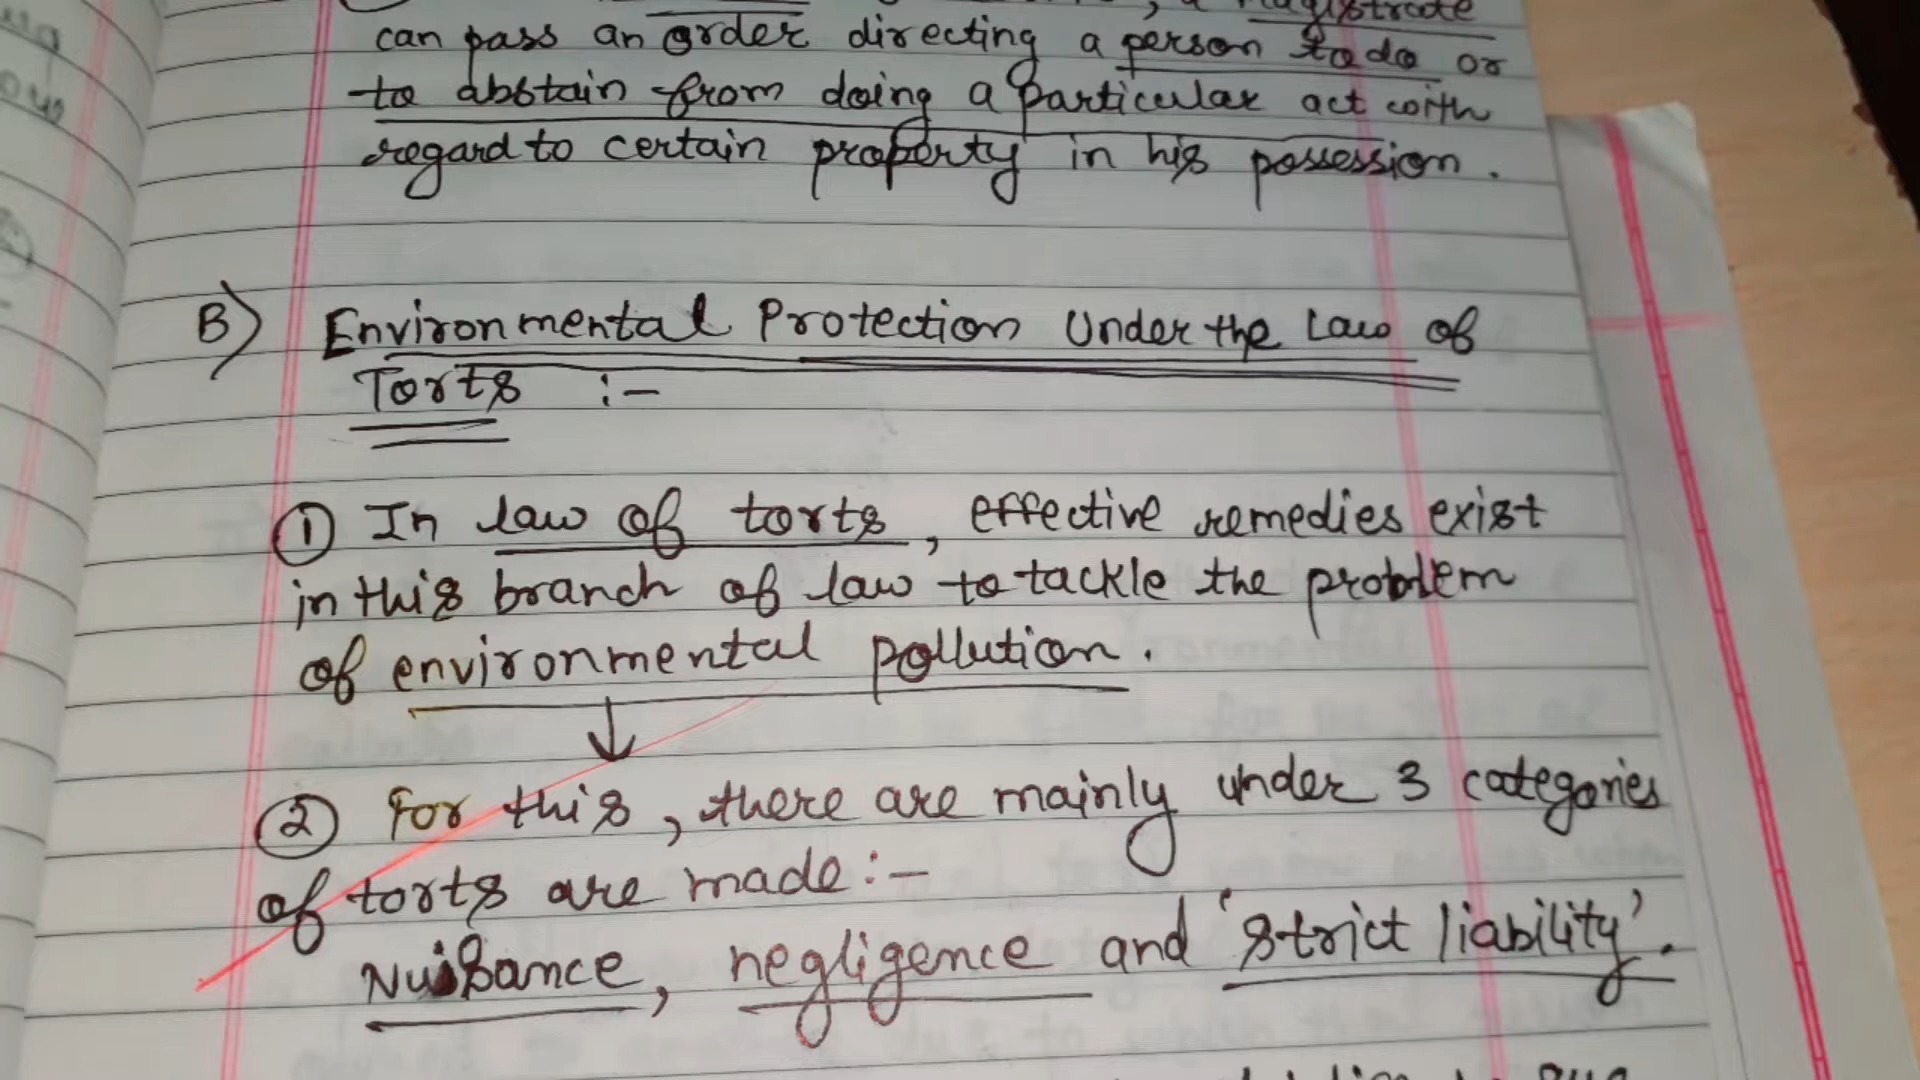 a Magistrate
can pass an order directing a person to do or
to abstain from doing a particular act with
regard to certain property in his possession.
B) Environmental Protection Under the Law of
Torts :-
① In law of torts, effective remedies exist
in this branch of law to tackle the problem
of environmental pollution.
↓
② For this, there are mainly under 3 categories
of torts are made:-
Nuisance, negligence and 'strict liability'.